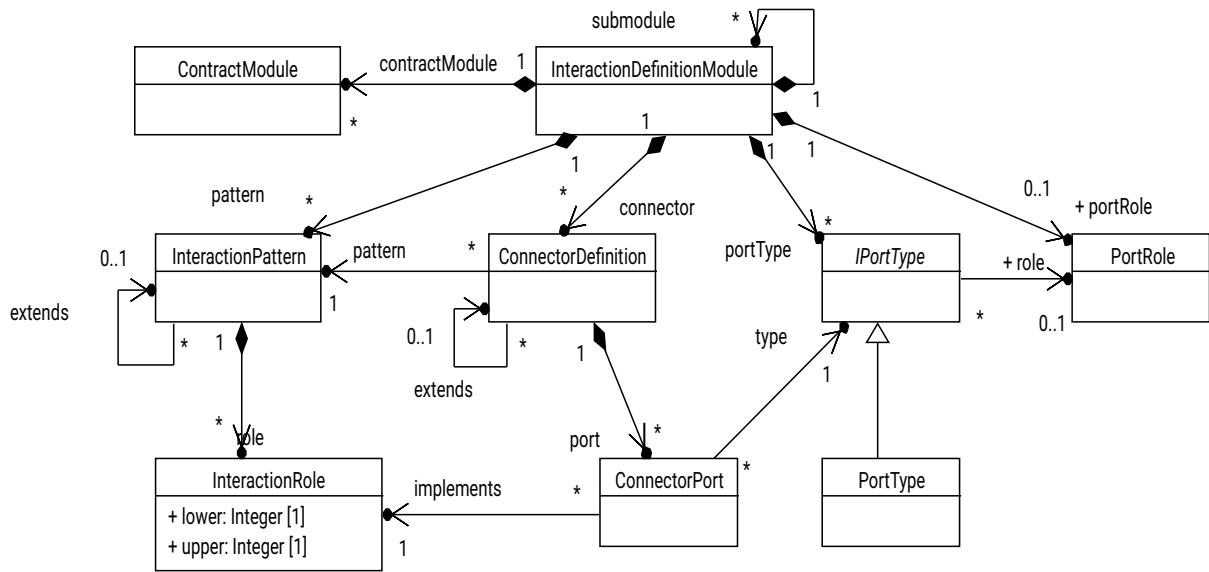 submodule
*
ContractModule
contractModule
1
InteractionDefinitionModule
1
*
1
1
1
1
pattern
*
*
connector
0..1
+ portRole
*
portType
InteractionPattern
pattern
*
ConnectorDefinition
IPortType
+ role
PortRole
0..1
1
*
0..1
extends
*
1
0..1
*
type
1
extends
*
role
port
*
*
InteractionRole
ConnectorPort
PortType
implements
*
+ lower: Integer [1]
+ upper: Integer [1]
1